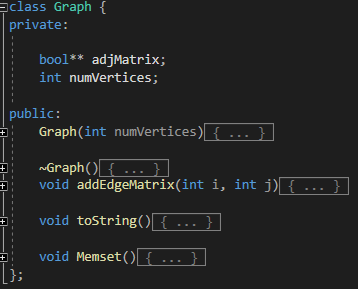 class Graph {
private:
bool** adjMatrix;
int numVertices;
public:
Graph(int numVertices){ ... }
~Graph(){ ... }
void addEdgeMatrix(int i, int j){ ... }
void toString(){ ... }
void Memset(){ ... }
};